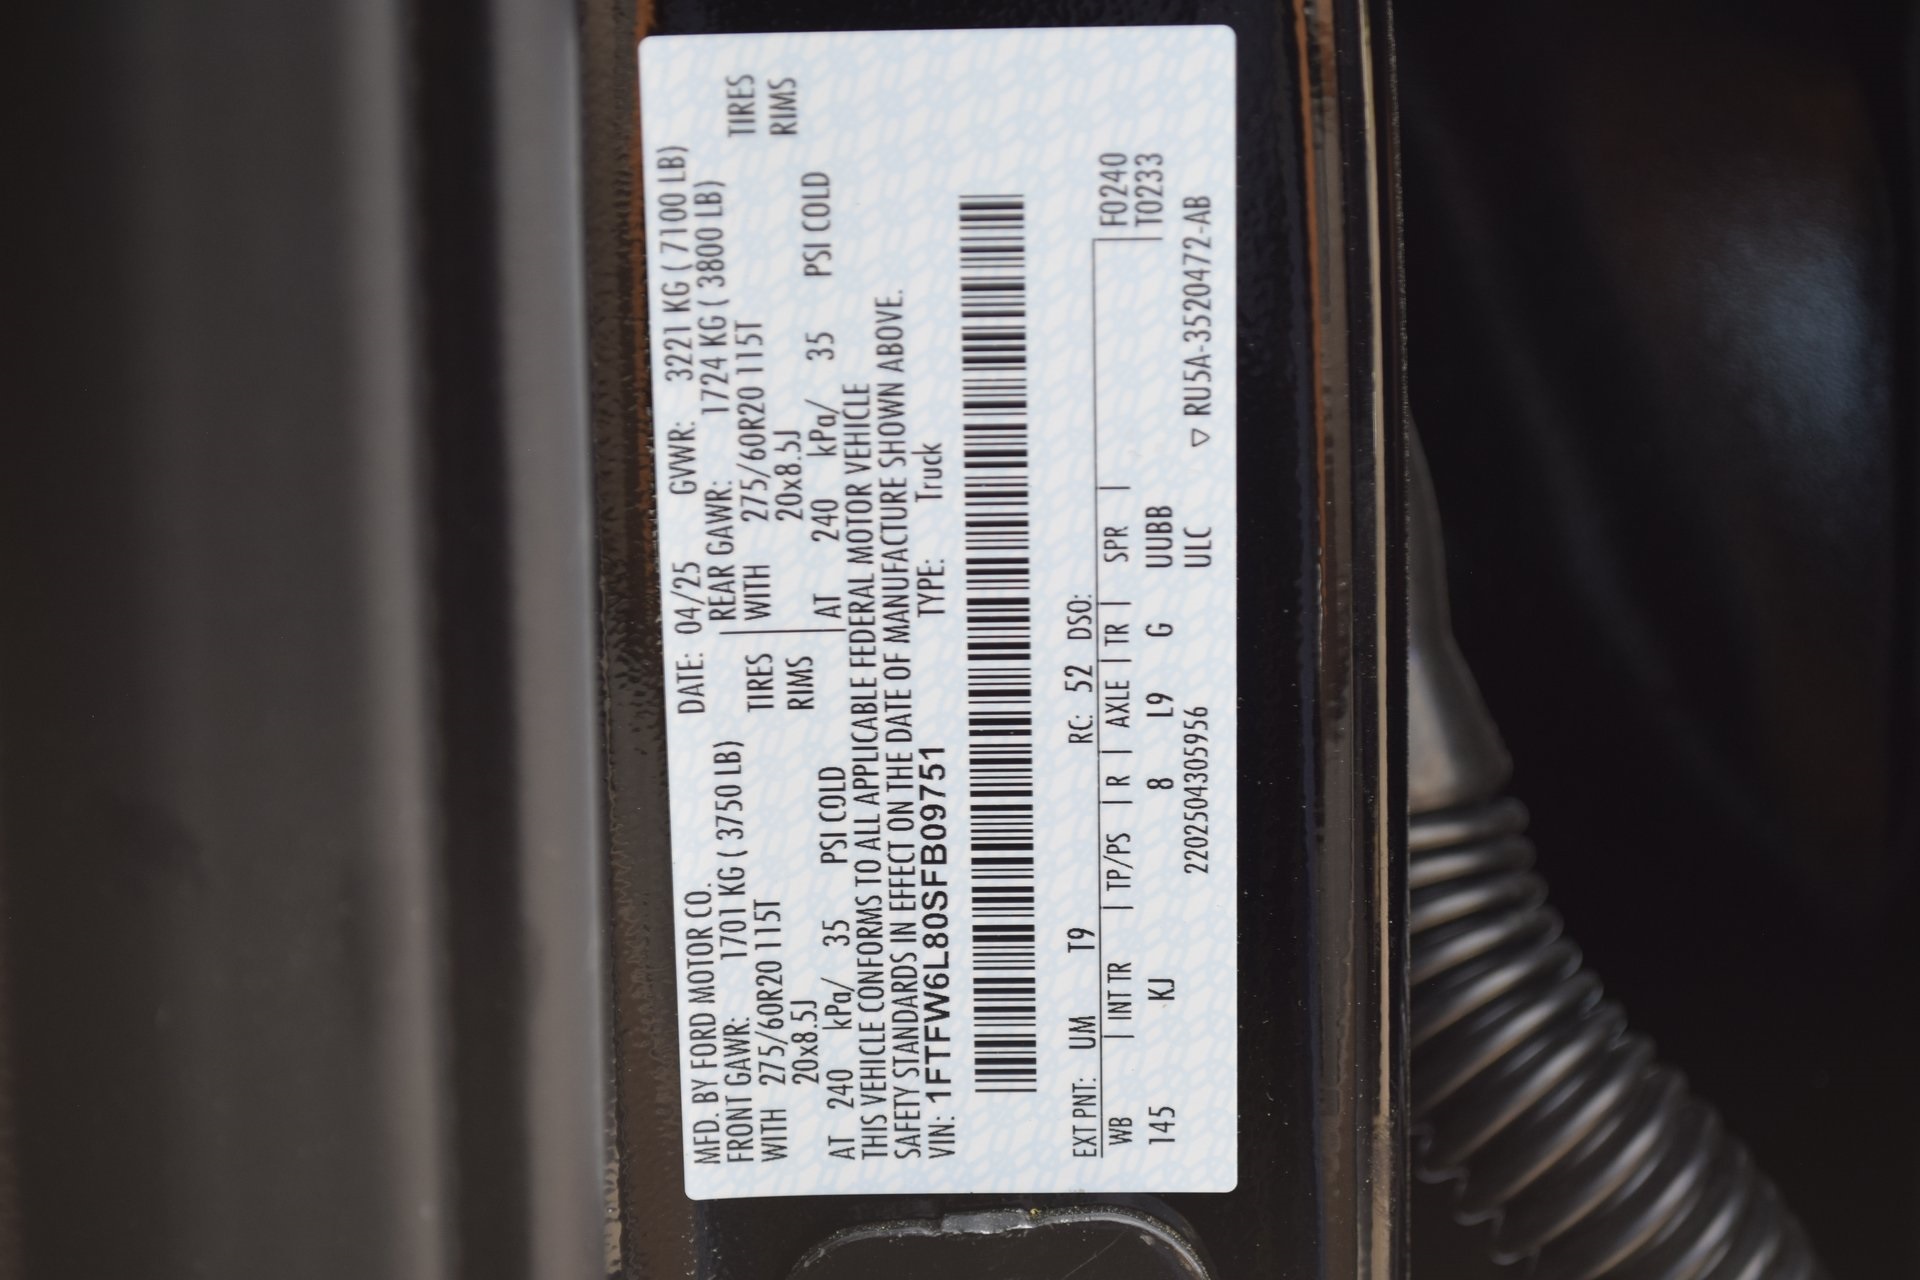 MFD. BY FORD MOTOR CO. DATE: 04/25 GVWR: 3221 KG ( 7100 LB)
FRONT GAWR: 1701 KG ( 3750 LB) REAR GAWR: 1724 KG ( 3800 LB)
WITH 275/60R20 115T TIRES WITH 275/60R20 115T TIRES
20x8.5J RIMS 20x8.5J RIMS
AT 240 kPa/ 35 PSI COLD AT 240 kPa/ 35 PSI COLD
THIS VEHICLE CONFORMS TO ALL APPLICABLE FEDERAL MOTOR VEHICLE
SAFETY STANDARDS IN EFFECT ON THE DATE OF MANUFACTURE SHOWN ABOVE.
VIN: 1FTFW6L80SFB09751 TYPE: Truck
EXT PNT: UM T9 RC: 52 DSO: F0240
WB | INT TR | TP/PS | R | AXLE | TR | SPR | T0233
145 KJ 8 L9 G UUBB
220250430595​6 ULC ▽ RU5A-3520472-AB